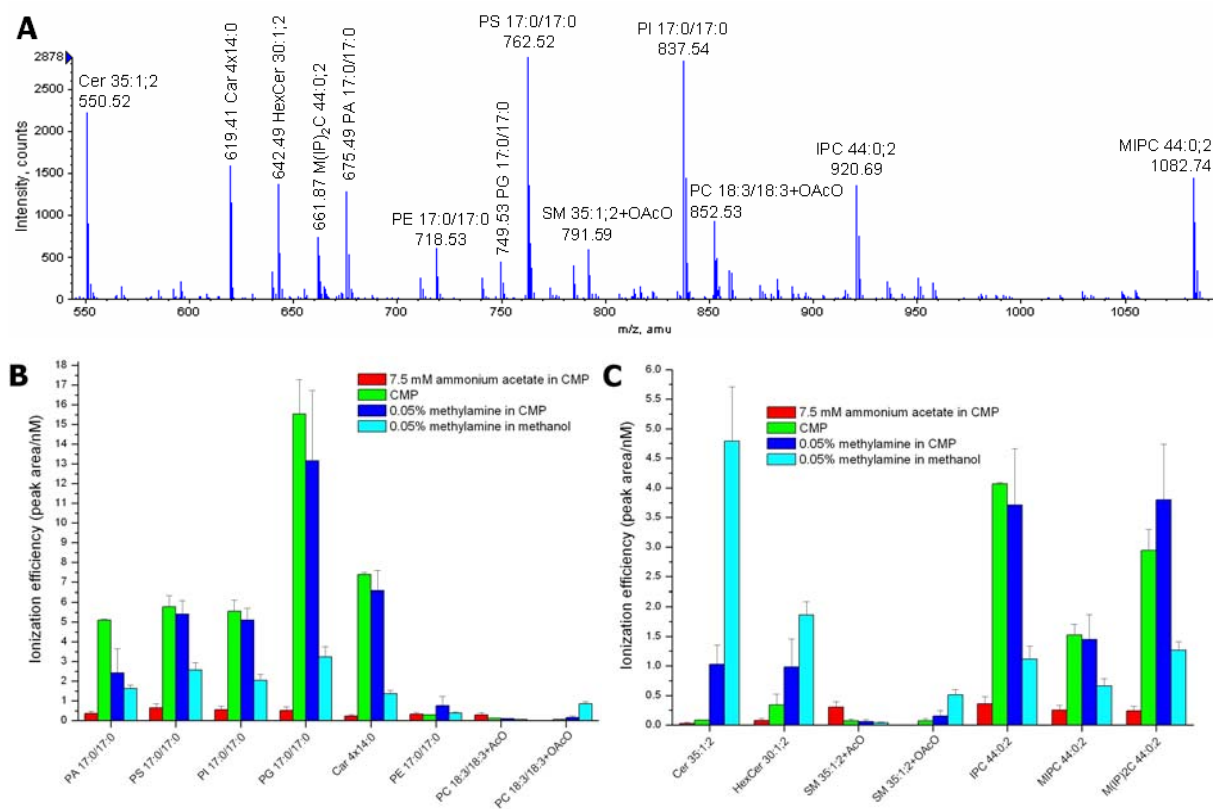 A
PS 17:0/17:0
762.52
PI 17:0/17:0
837.54
2878
Cer 35:1;2
550.52
619.41 Car 4x14:0
642.49 HexCer 30:1;2
661.87 M(IP)2C 44:0;2
675.49 PA 17:0/17:0
PE 17:0/17:0
718.53
749.53 PG 17:0/17:0
SM 35:1;2+OAcO
791.59
PC 18:3/18:3+OAcO
852.53
IPC 44:0;2
920.69
MIPC 44:0;2
1082.74
Intensity, counts
2500
2000
1500
1000
500
0
550 600 650 700 750 800 850 900 950 1000 1050
m/z, amu
B
Ionization efficiency (peak area/nM)
18
17
16
15
14
13
12
11
10
9
8
7
6
5
4
3
2
1
0
7.5 mM ammonium acetate in CMP
CMP
0.05% methylamine in CMP
0.05% methylamine in methanol
PA 17:0/17:0
PS 17:0/17:0
PI 17:0/17:0
PG 17:0/17:0
Car 4x14:0
PE 17:0/17:0
PC 18:3/18:3+AcO
PC 18:3/18:3+OAcO
C
Ionization efficiency (peak area/nM)
6.0
5.5
5.0
4.5
4.0
3.5
3.0
2.5
2.0
1.5
1.0
0.5
0.0
7.5 mM ammonium acetate in CMP
CMP
0.05% methylamine in CMP
0.05% methylamine in methanol
Cer 35:1:2
HexCer 30:1:2
SM 35:1:2+AcO
SM 35:1:2+OAcO
IPC 44:0:2
MIPC 44:0:2
M(IP)2C 44:0:2